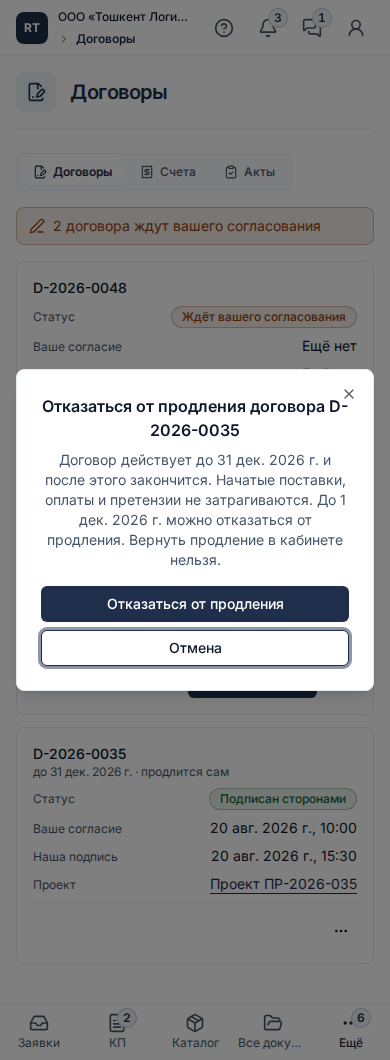 RT
ООО «Тошкент Логи...
Договоры
3
1
Договоры
Договоры
Счета
Акты
2 договора ждут вашего согласования
D-2026-0048
Статус
Ждёт вашего согласования
Ваше согласие
Ещё нет
Отказаться от продления договора D-
2026-0035
Договор действует до 31 дек. 2026 г. и
после этого закончится. Начатые поставки,
оплаты и претензии не затрагиваются. До 1
дек. 2026 г. можно отказаться от
продления. Вернуть продление в кабинете
нельзя.
Отказаться от продления
Отмена
D-2026-0035
до 31 дек. 2026 г. · продлится сам
Статус
Подписан сторонами
Ваше согласие
20 авг. 2026 г., 10:00
Наша подпись
20 авг. 2026 г., 15:30
Проект
Проект ПР-2026-035
Заявки
2
КП
Каталог
Все доку...
6
Ещё